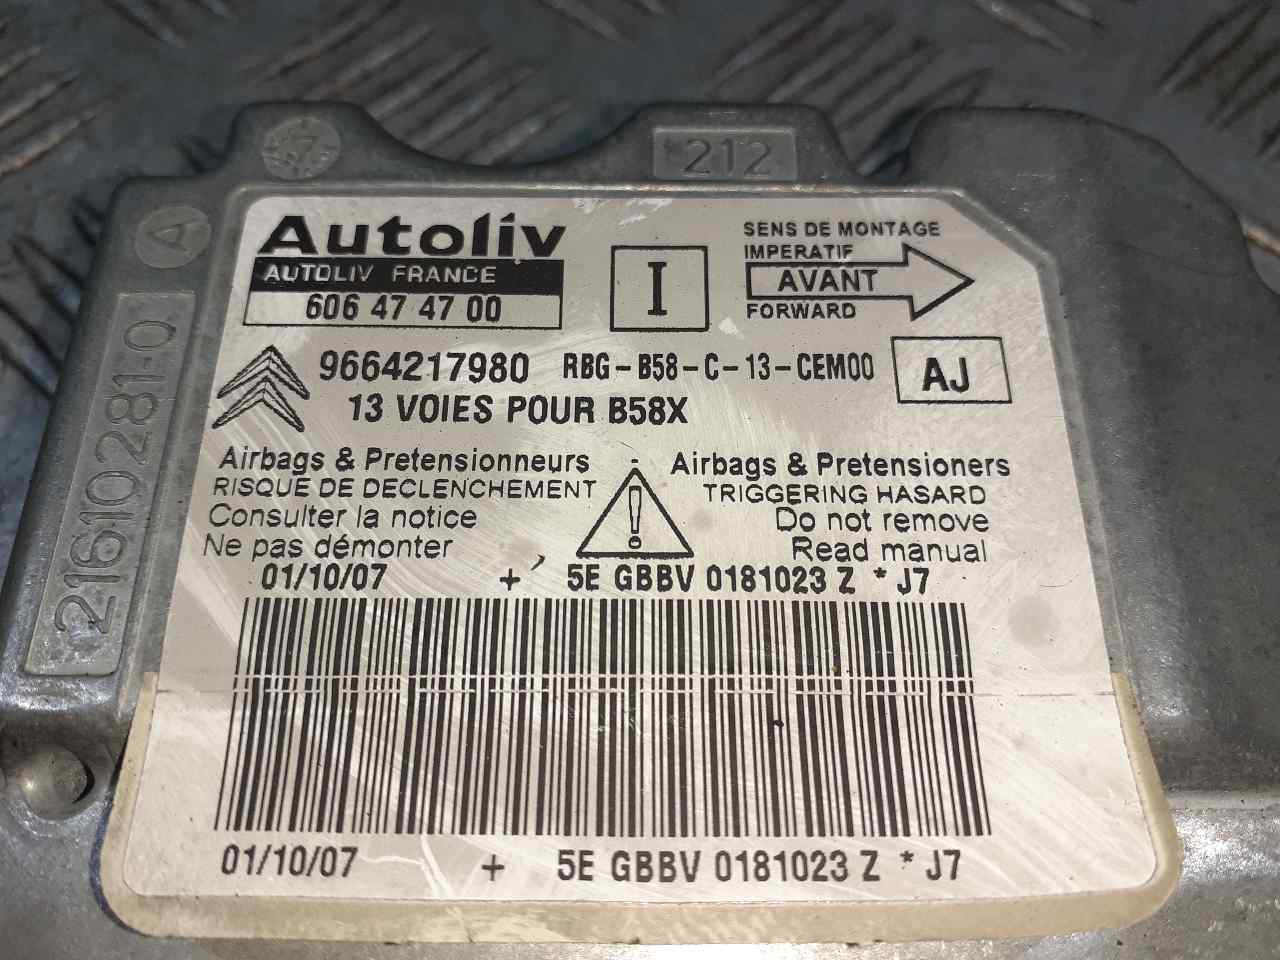 212
A
21610281-0
Autoliv
AUTOLIV FRANCE
606 47 47 00
I
SENS DE MONTAGE
IMPERATIF
AVANT
FORWARD
9664217980 RBG-B58-C-13-CEM00
AJ
13 VOIES POUR B58X
Airbags & Pretensionneurs
RISQUE DE DECLENCHEMENT
Consulter la notice
Ne pas démonter
Airbags & Pretensioners
TRIGGERING HASARD
Do not remove
Read manual
01/10/07 + 5E GBBV 0181023 Z * J7
01/10/07 + 5E GBBV 0181023 Z * J7